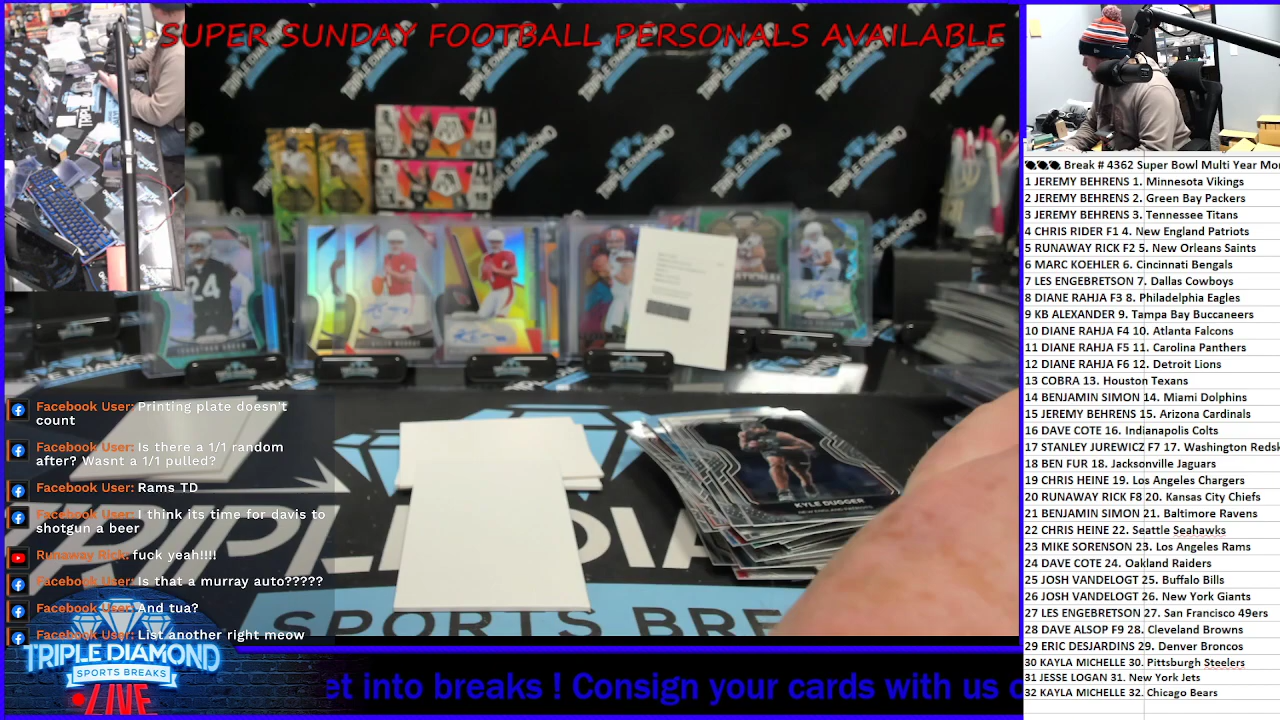 SUPER SUNDAY FOOTBALL PERSONALS AVAILABLE
Break # 4362 Super Bowl Multi Year
1 JEREMY BEHRENS 1. Minnesota Vikings
2 JEREMY BEHRENS 2. Green Bay Packers
3 JEREMY BEHRENS 3. Tennessee Titans
4 CHRIS RIDER F1 4. New England Patriots
5 RUNAWAY RICK F2 5. New Orleans Saints
6 MARC KOEHLER 6. Cincinnati Bengals
7 LES ENGEBRETSON 7. Dallas Cowboys
8 DIANE RAHJA F3 8. Philadelphia Eagles
9 KB ALEXANDER 9. Tampa Bay Buccaneers
10 DIANE RAHJA F4 10. Atlanta Falcons
11 DIANE RAHJA F5 11. Carolina Panthers
12 DIANE RAHJA F6 12. Detroit Lions
13 COBRA 13. Houston Texans
14 BENJAMIN SIMON 14. Miami Dolphins
15 JEREMY BEHRENS 15. Arizona Cardinals
16 DAVE COTE 16. Indianapolis Colts
17 STANLEY JUREWICZ F7 17. Washington Redsk
18 BEN FUR 18. Jacksonville Jaguars
19 CHRIS HEINE 19. Los Angeles Chargers
20 RUNAWAY RICK F8 20. Kansas City Chiefs
21 BENJAMIN SIMON 21. Baltimore Ravens
22 CHRIS HEINE 22. Seattle Seahawks
23 MIKE SORENSON 23. Los Angeles Rams
24 DAVE COTE 24. Oakland Raiders
25 JOSH VANDELOGT 25. Buffalo Bills
26 JOSH VANDELOGT 26. New York Giants
27 LES ENGEBRETSON 27. San Francisco 49ers
28 DAVE ALSOP F9 28. Cleveland Browns
29 BEN FUR 29. Denver Broncos
31 BEN LOGAN 31. New York Jets
32 KAYLA MICHELLE 32. Chicago Bears
Facebook User: Printing plate doesn't
count
Facebook User: Is there a 1/1 random
after? Wasnt a 1/1 pulled?
Facebook User: Rams TD
Facebook User: I think its time for davis to
shotgun a beer
Runaway Rick: fuck yeah!!!!
Facebook User: Is that a murray auto?????
Facebook User: And tua?
Facebook User: List another right meow
KYLE DUGGER
NEW ENGLAND PATRIOTS
24
TRIPLE DIAMOND
SPORTS BREAKS
LIVE
et into breaks ! Consign your cards with us